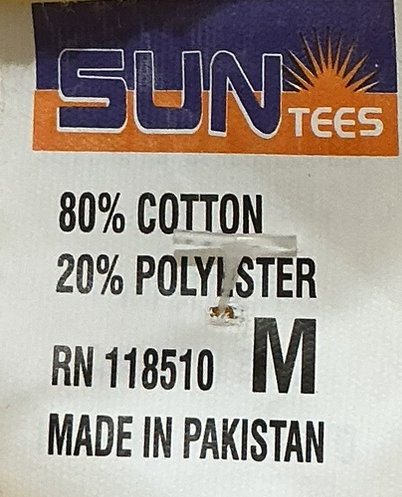 SUN TEES
80% COTTON
20% POLYESTER
RN 118510 M
MADE IN PAKISTAN